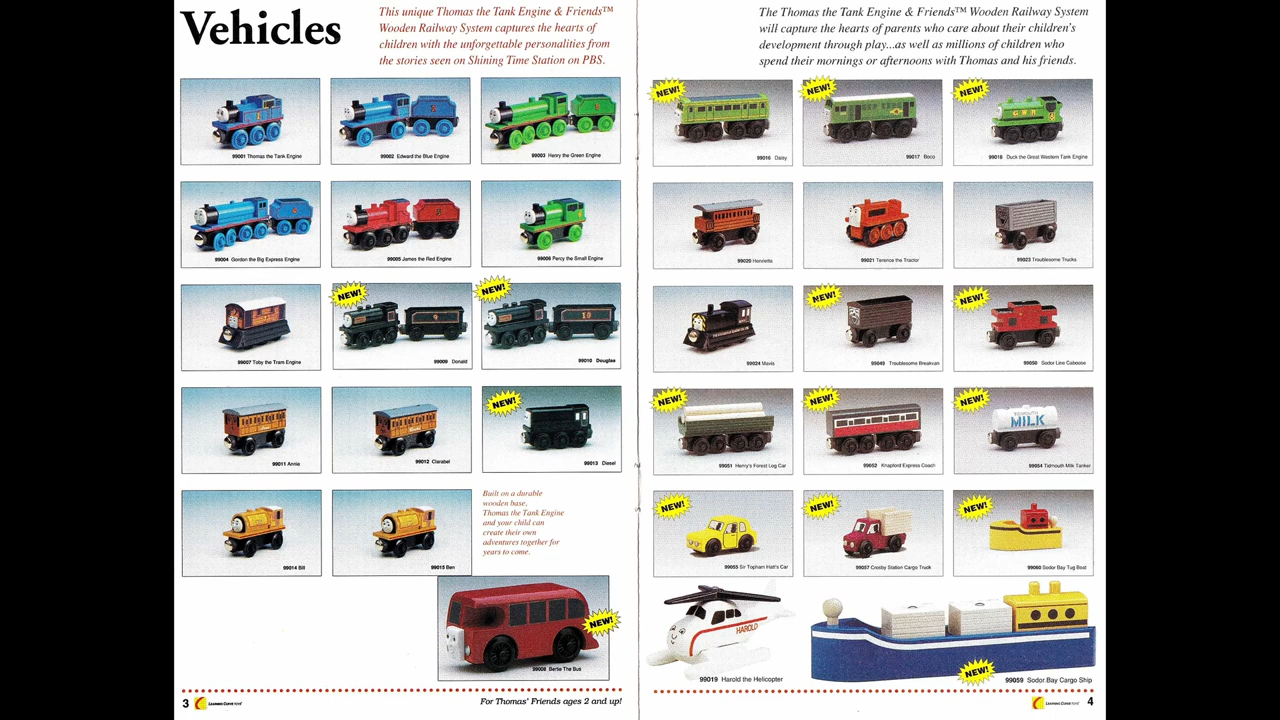 Vehicles
This unique Thomas the Tank Engine & Friends™
Wooden Railway System captures the hearts of
children with the unforgettable personalities from
the stories seen on Shining Time Station on PBS.
99001 Thomas the Tank Engine
99002 Edward the Blue Engine
99003 Henry the Green Engine
99004 Gordon the Big Express Engine
99005 James the Red Engine
99006 Percy the Small Engine
99007 Toby the Tram Engine
NEW!
99009 Donald
NEW!
99010 Douglas
99011 Annie
99012 Clarabel
NEW!
99013 Diesel
99014 Bill
99015 Ben
Built on a durable
wooden base,
Thomas the Tank Engine
and your child can
create their own
adventures together for
years to come.
NEW!
99008 Bertie The Bus
3 Learning Curve Toys
For Thomas' Friends ages 2 and up!
The Thomas the Tank Engine & Friends™ Wooden Railway System
will capture the hearts of parents who care about their children's
development through play...as well as millions of children who
spend their mornings or afternoons with Thomas and his friends.
NEW!
99016 Daisy
NEW!
99017 Boco
NEW!
GWR
99018 Duck the Great Western Tank Engine
99020 Henrietta
99021 Terence the Tractor
99023 Troublesome Trucks
99024 Mavis
NEW!
99049 Troublesome Breakvan
NEW!
99050 Sodor Line Caboose
NEW!
99051 Henry's Forest Log Car
NEW!
99052 Knapford Express Coach
NEW!
TIDMOUTH
MILK
99054 Tidmouth Milk Tanker
NEW!
99055 Sir Topham Hatt's Car
NEW!
99057 Crosby Station Cargo Truck
NEW!
99060 Sodor Bay Tug Boat
HAROLD
99019 Harold the Helicopter
NEW!
99059 Sodor Bay Cargo Ship
Learning Curve Toys 4